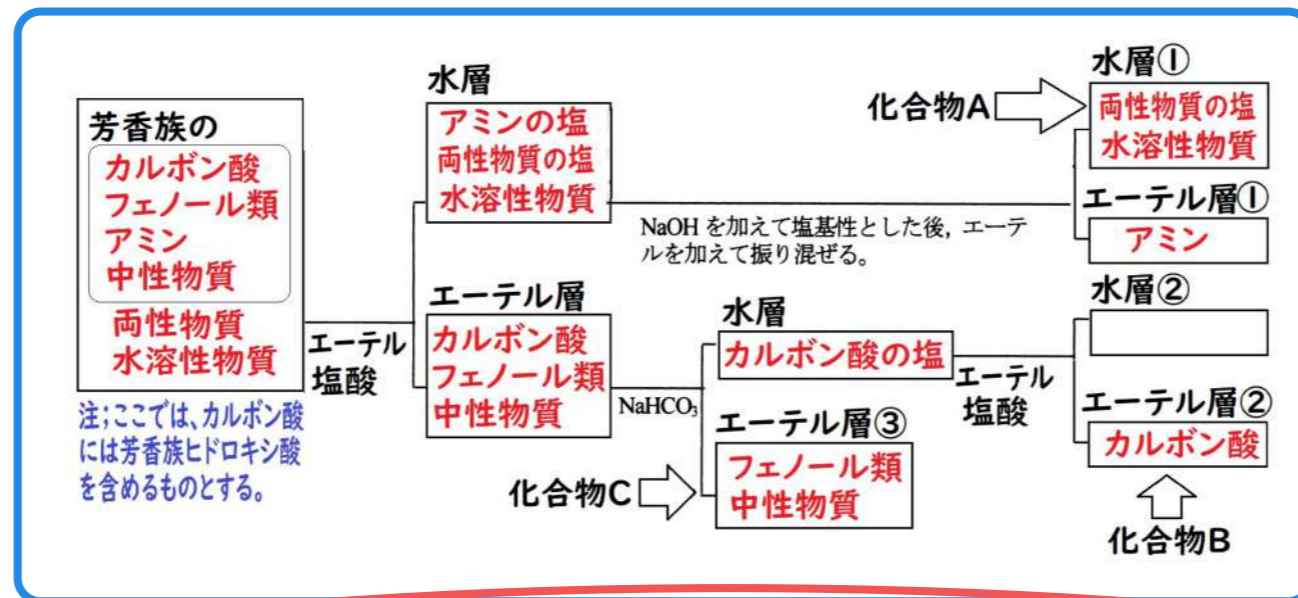 芳香族の
カルボン酸
フェノール類
アミン
中性物質
両性物質
水溶性物質
注;ここでは、カルボン酸
には芳香族ヒドロキシ酸
を含めるものとする。
エーテル
塩酸
水層
アミンの塩
両性物質の塩
水溶性物質
エーテル層
カルボン酸
フェノール類
中性物質
NaOH を加えて塩基性とした後, エーテ
ルを加えて振り混ぜる。
化合物A
水層①
両性物質の塩
水溶性物質
エーテル層①
アミン
NaHCO₃
水層
カルボン酸の塩
エーテル層③
フェノール類
中性物質
化合物C
エーテル
塩酸
水層②
エーテル層②
カルボン酸
化合物B